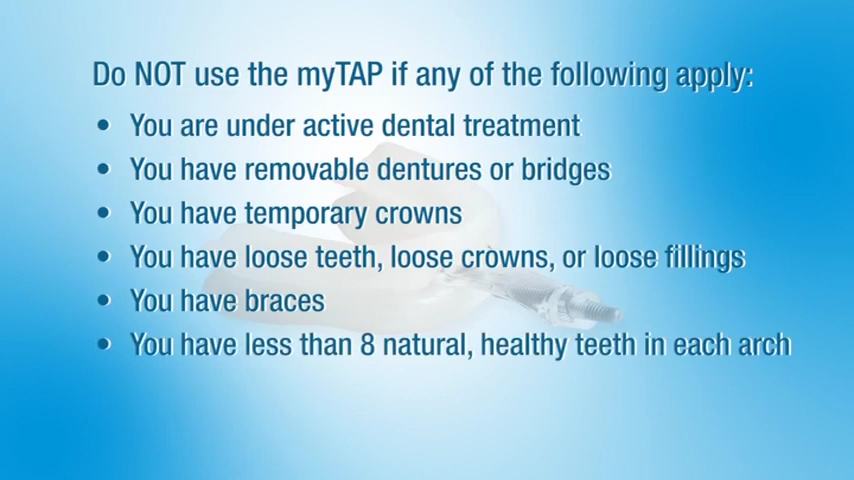 Do NOT use the myTAP if any of the following apply:
• You are under active dental treatment
• You have removable dentures or bridges
• You have temporary crowns
• You have loose teeth, loose crowns, or loose fillings
• You have braces
• You have less than 8 natural, healthy teeth in each arch